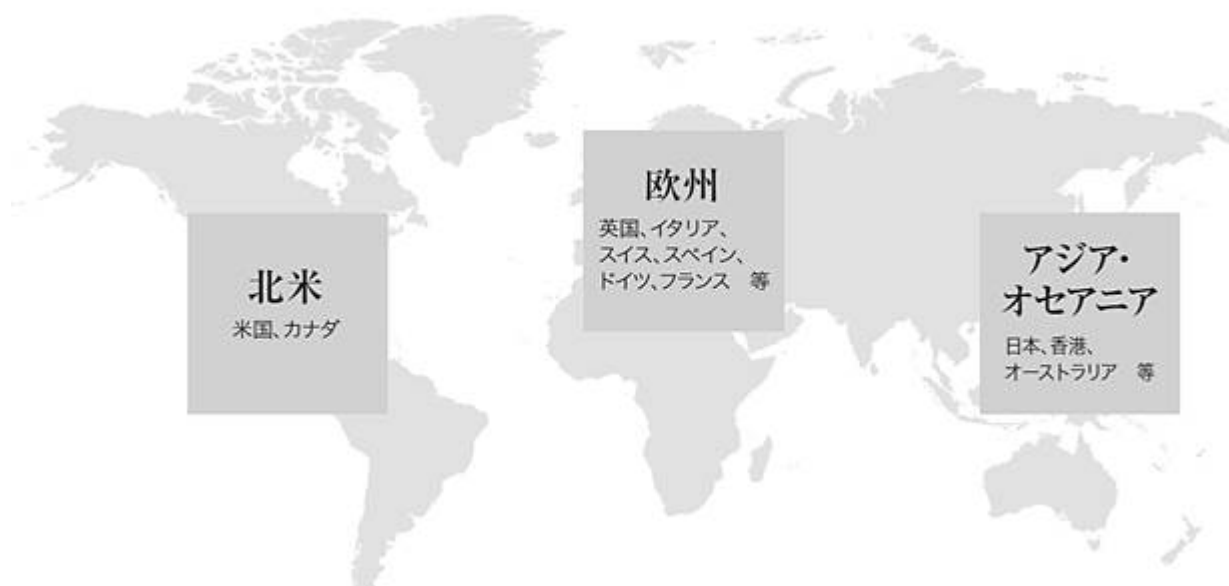 北米
米国、カナダ
欧州
英国、イタリア、
スイス、スペイン、
ドイツ、フランス　等
アジア・
オセアニア
日本、香港、
オーストラリア　等